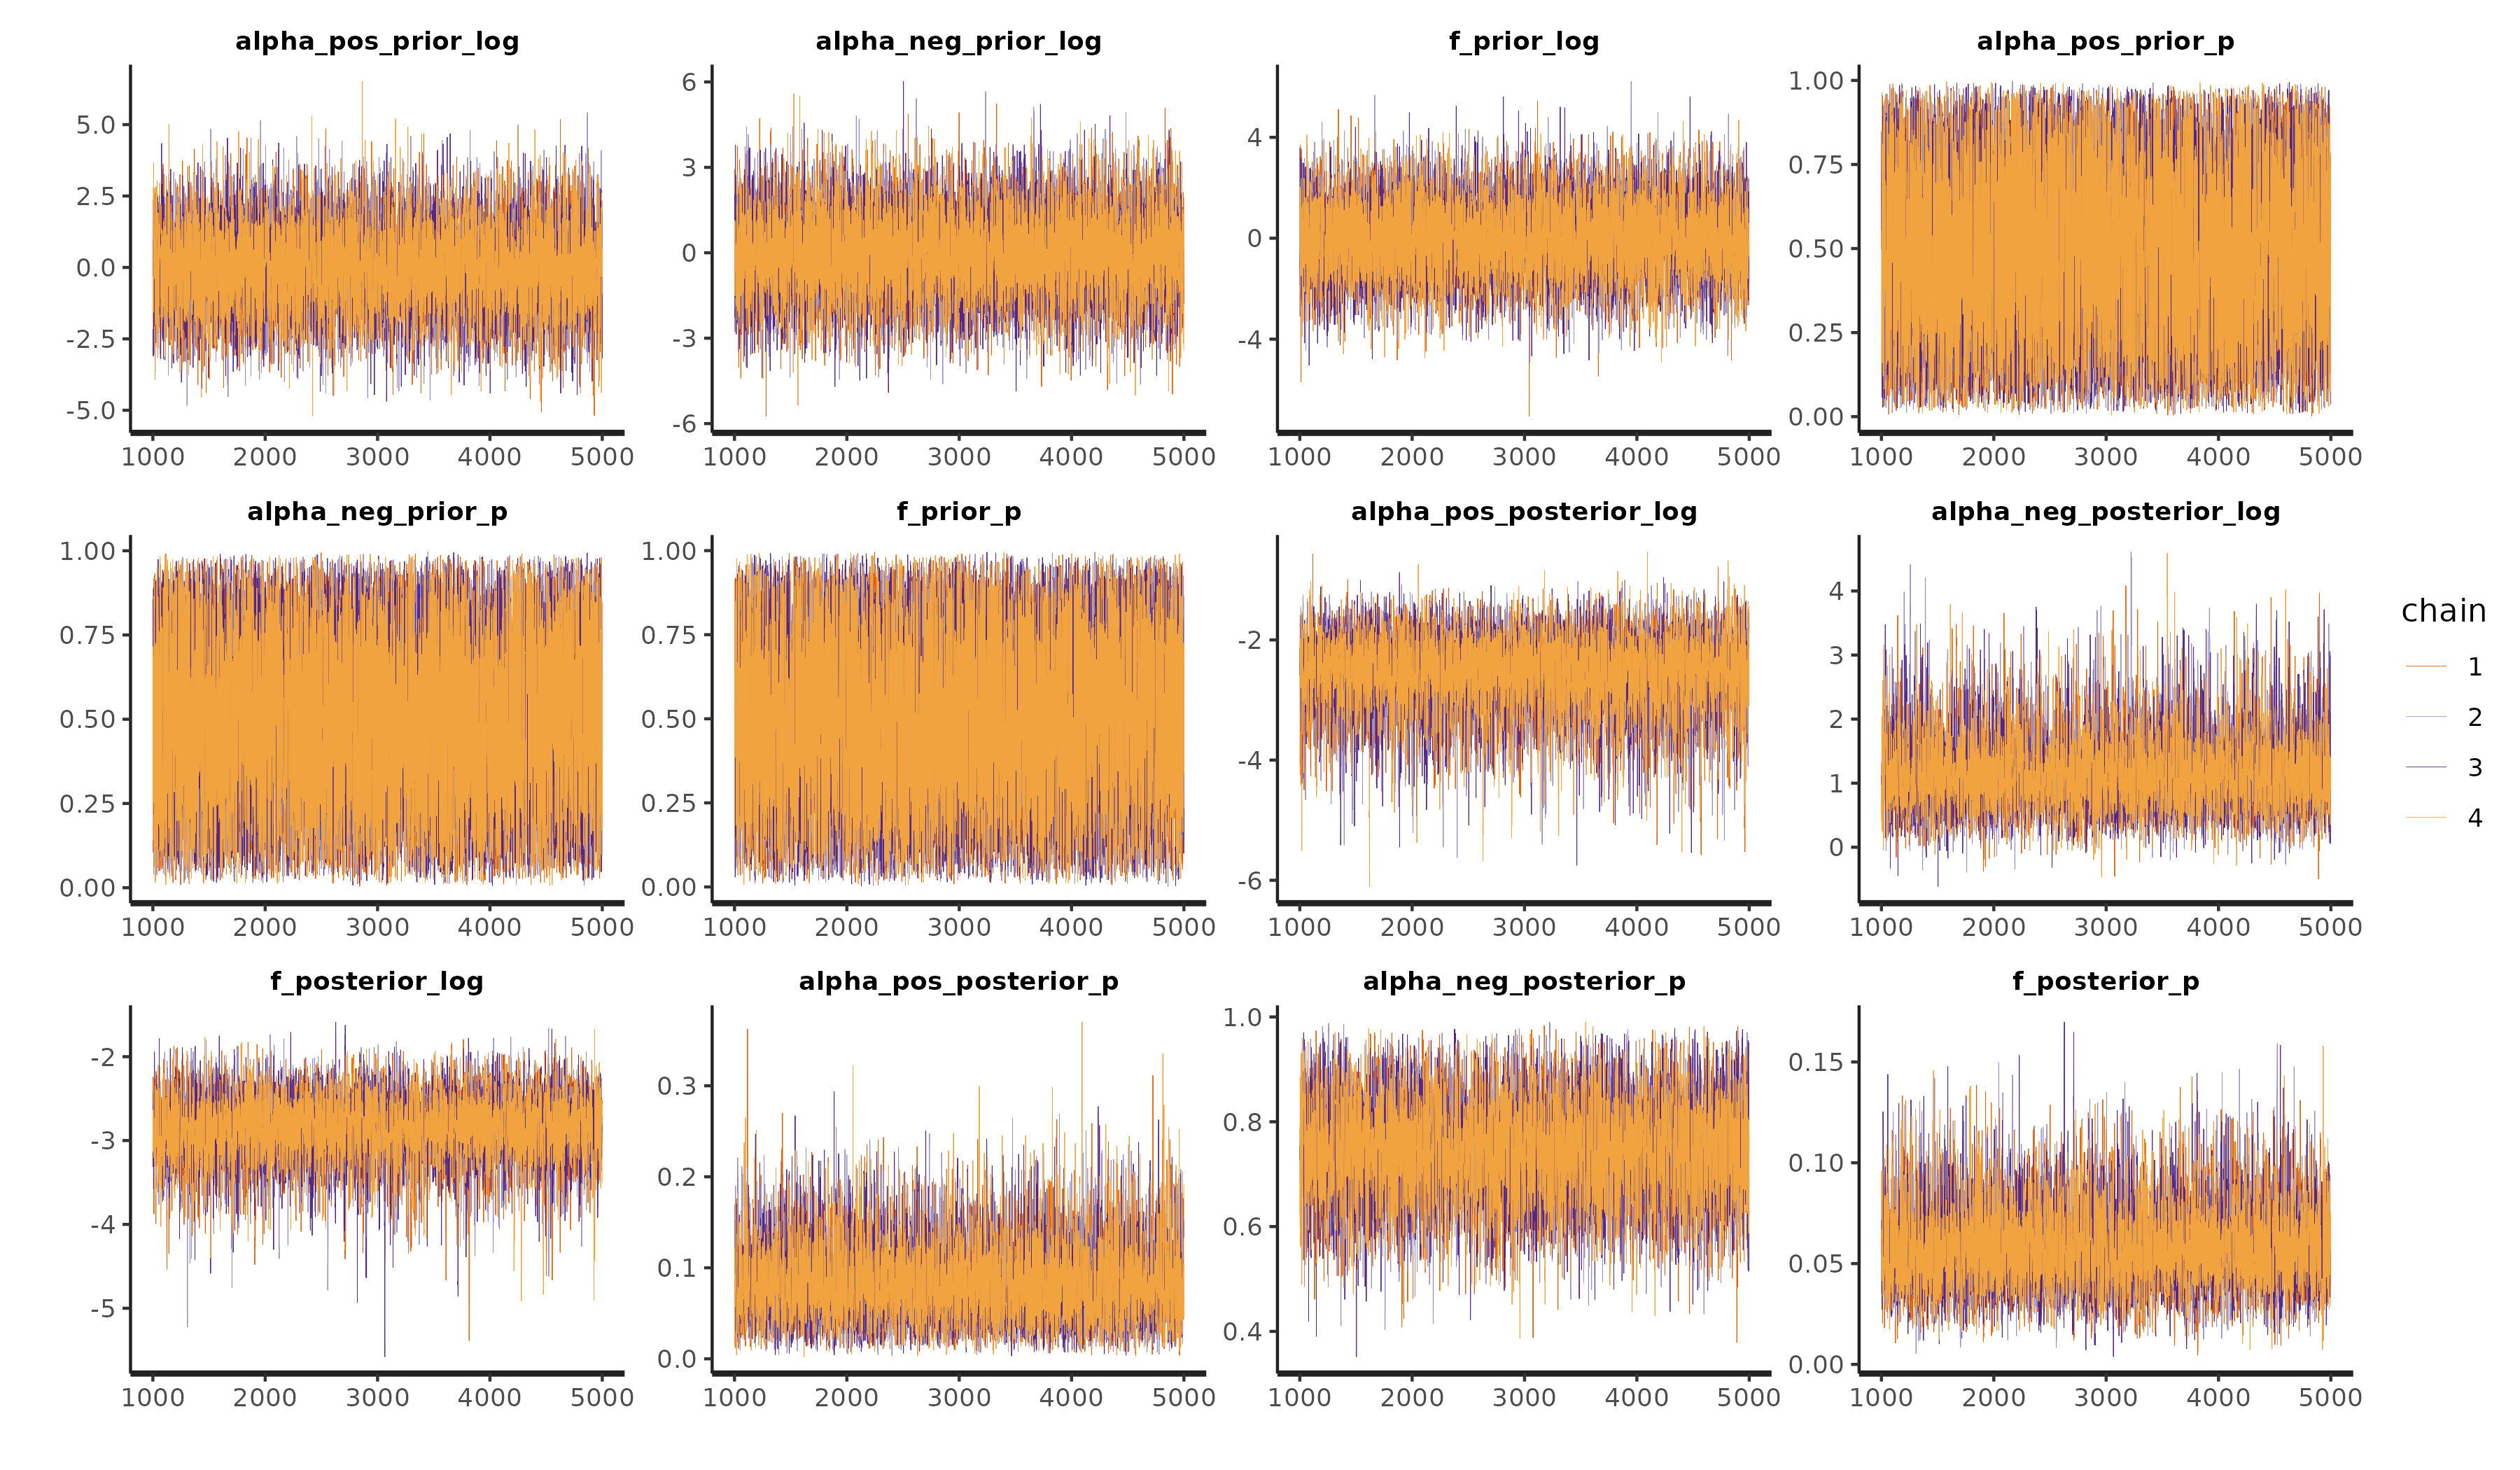 alpha_pos_prior_log
5.0
2.5
0.0
-2.5
-5.0
1000 2000 3000 4000 5000
alpha_neg_prior_log
6
3
0
-3
-6
1000 2000 3000 4000 5000
f_prior_log
4
0
-4
1000 2000 3000 4000 5000
alpha_pos_prior_p
1.00
0.75
0.50
0.25
0.00
1000 2000 3000 4000 5000
alpha_neg_prior_p
1.00
0.75
0.50
0.25
0.00
1000 2000 3000 4000 5000
f_prior_p
1.00
0.75
0.50
0.25
0.00
1000 2000 3000 4000 5000
alpha_pos_posterior_log
-2
-4
-6
1000 2000 3000 4000 5000
alpha_neg_posterior_log
4
3
2
1
0
1000 2000 3000 4000 5000
f_posterior_log
-2
-3
-4
-5
1000 2000 3000 4000 5000
alpha_pos_posterior_p
0.3
0.2
0.1
0.0
1000 2000 3000 4000 5000
alpha_neg_posterior_p
1.0
0.8
0.6
0.4
1000 2000 3000 4000 5000
f_posterior_p
0.15
0.10
0.05
0.00
1000 2000 3000 4000 5000
chain
1
2
3
4